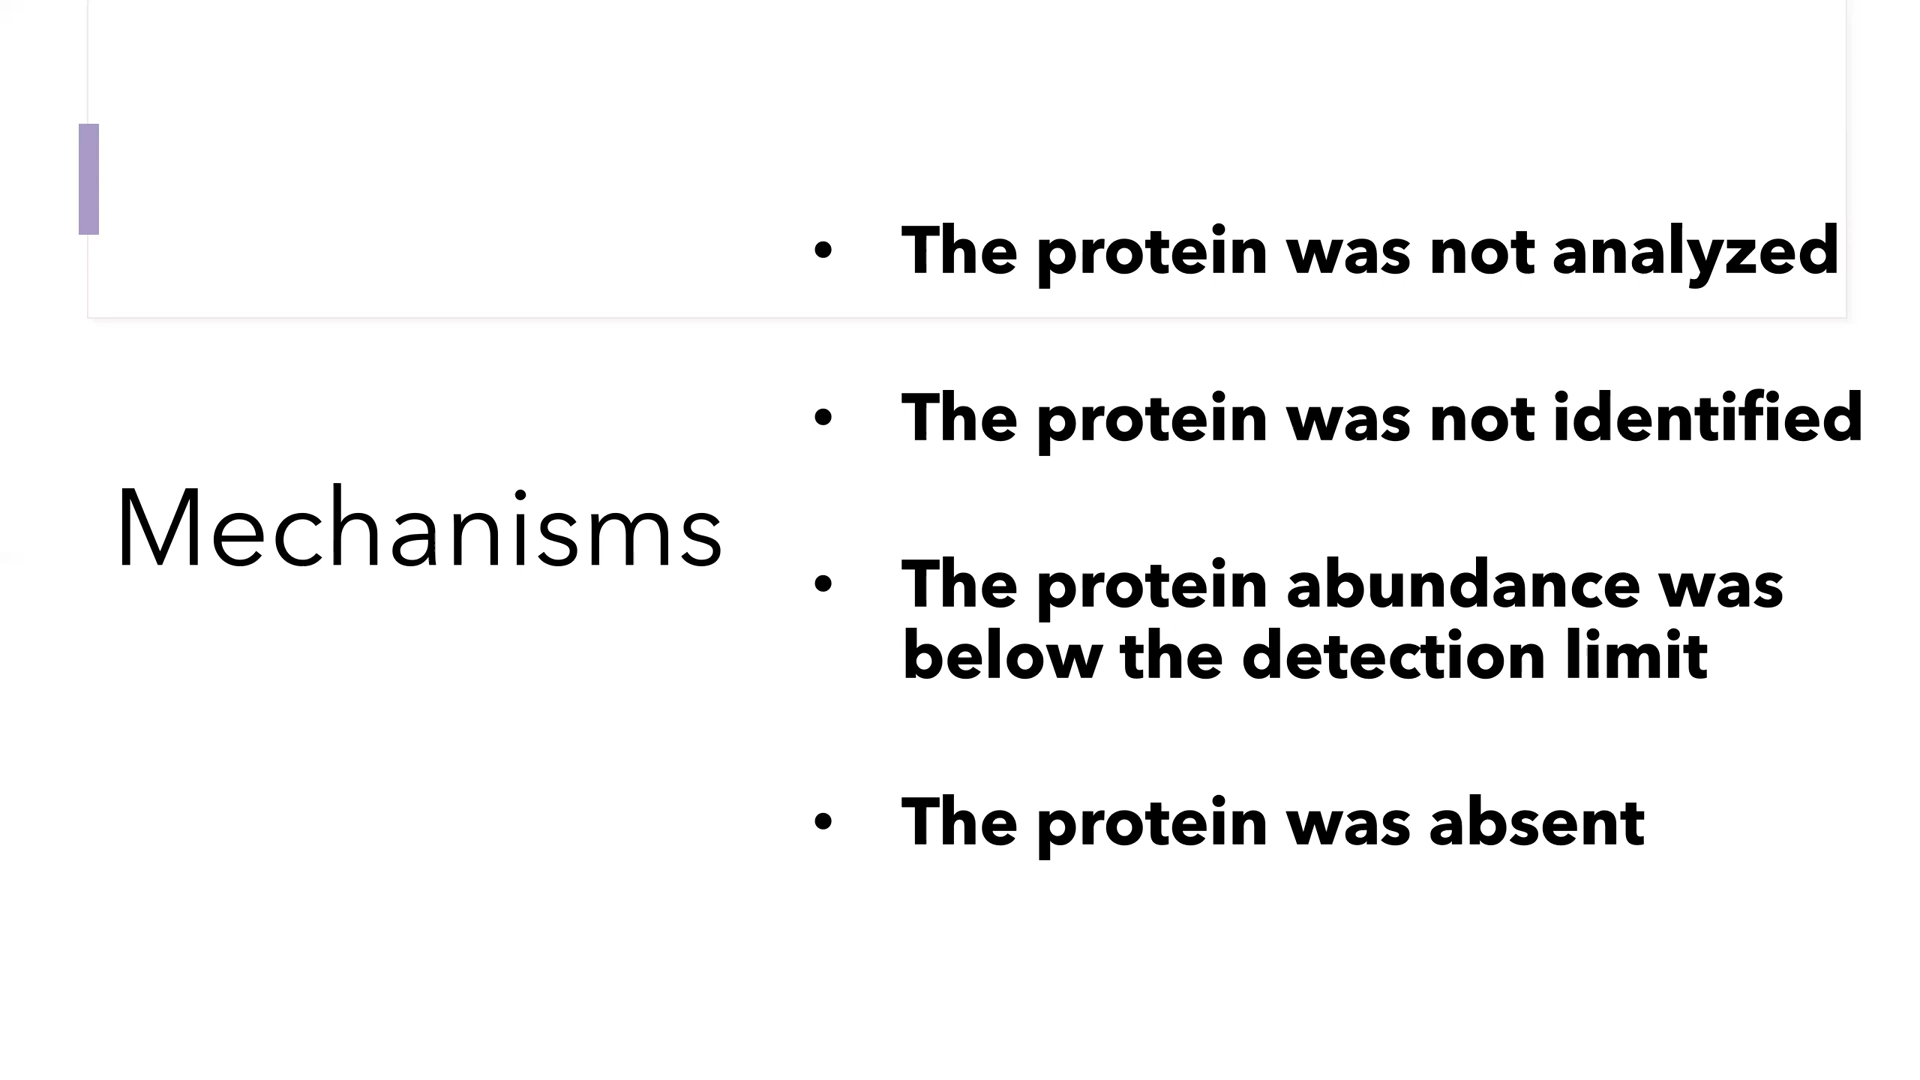 Mechanisms
• The protein was not analyzed
• The protein was not identified
• The protein abundance was
below the detection limit
• The protein was absent